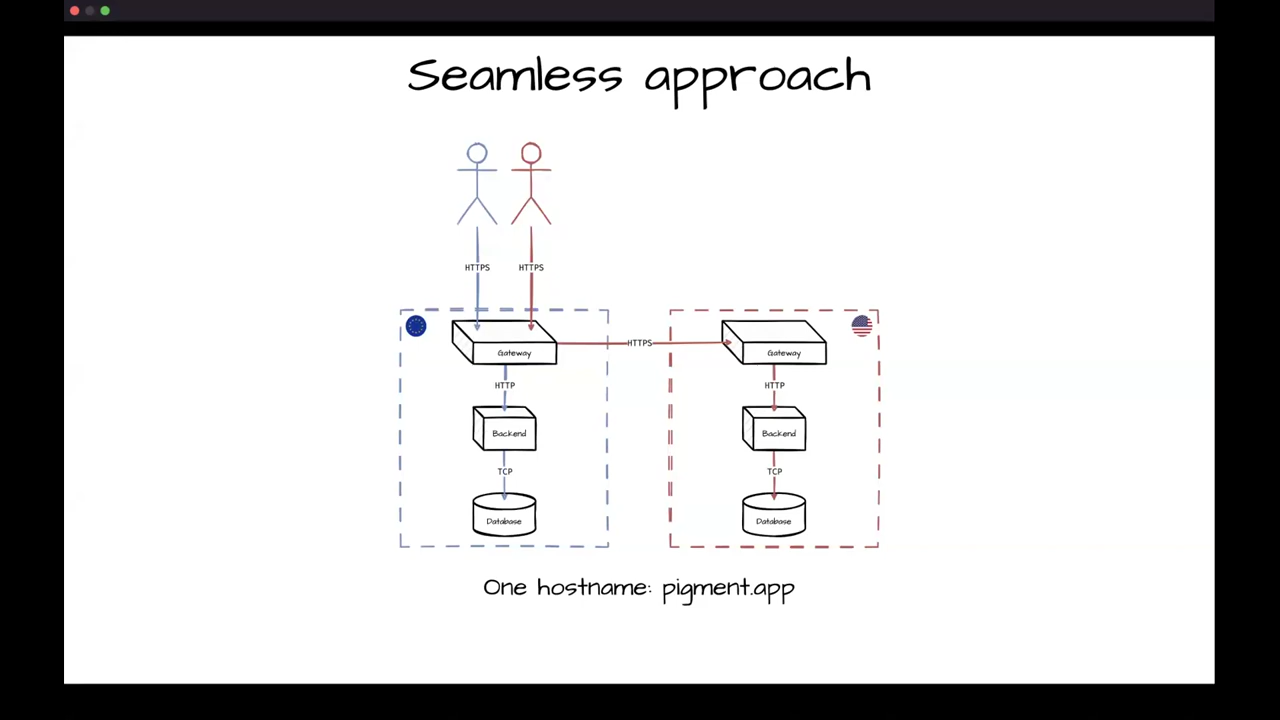 Seamless approach
HTTPS HTTPS
Gateway HTTPS Gateway
HTTP HTTP
Backend Backend
TCP TCP
Database Database
One hostname: pigment.app